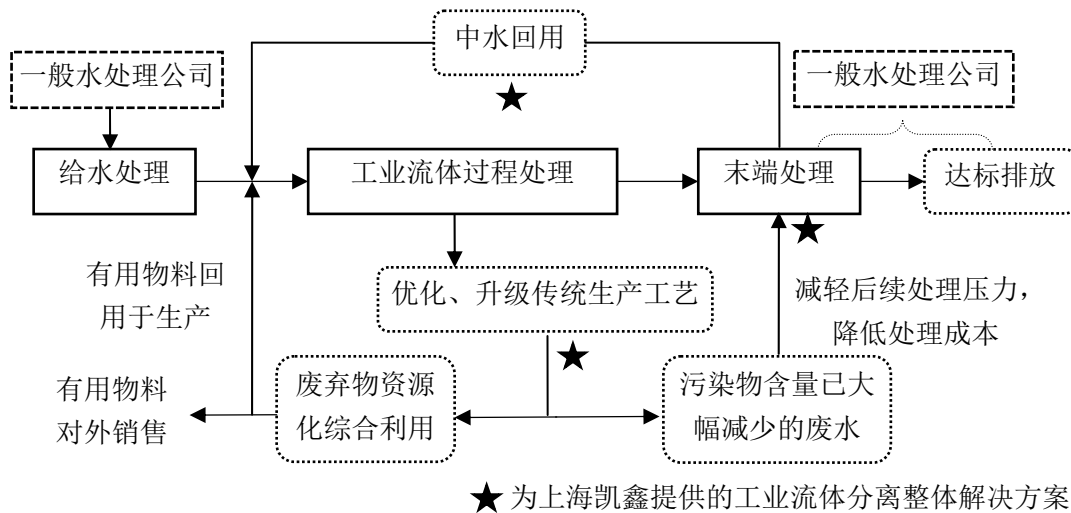 中水回用
一般水处理公司
一般水处理公司
给水处理
工业流体过程处理
末端处理
达标排放
有用物料回
用于生产
优化、升级传统生产工艺
减轻后续处理压力，
降低处理成本
有用物料
对外销售
废弃物资源
化综合利用
污染物含量已大
幅减少的废水
★为上海凯鑫提供的工业流体分离整体解决方案